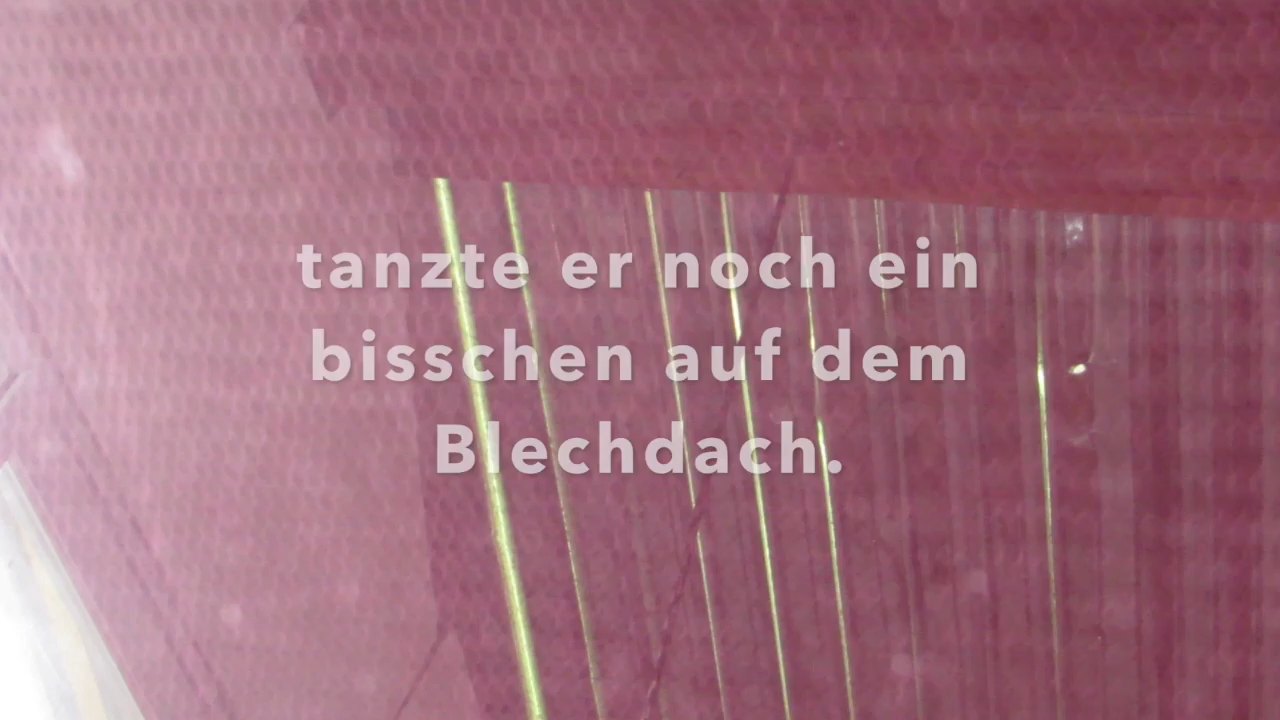 tanzte er noch ein
bisschen auf dem
Blechdach.